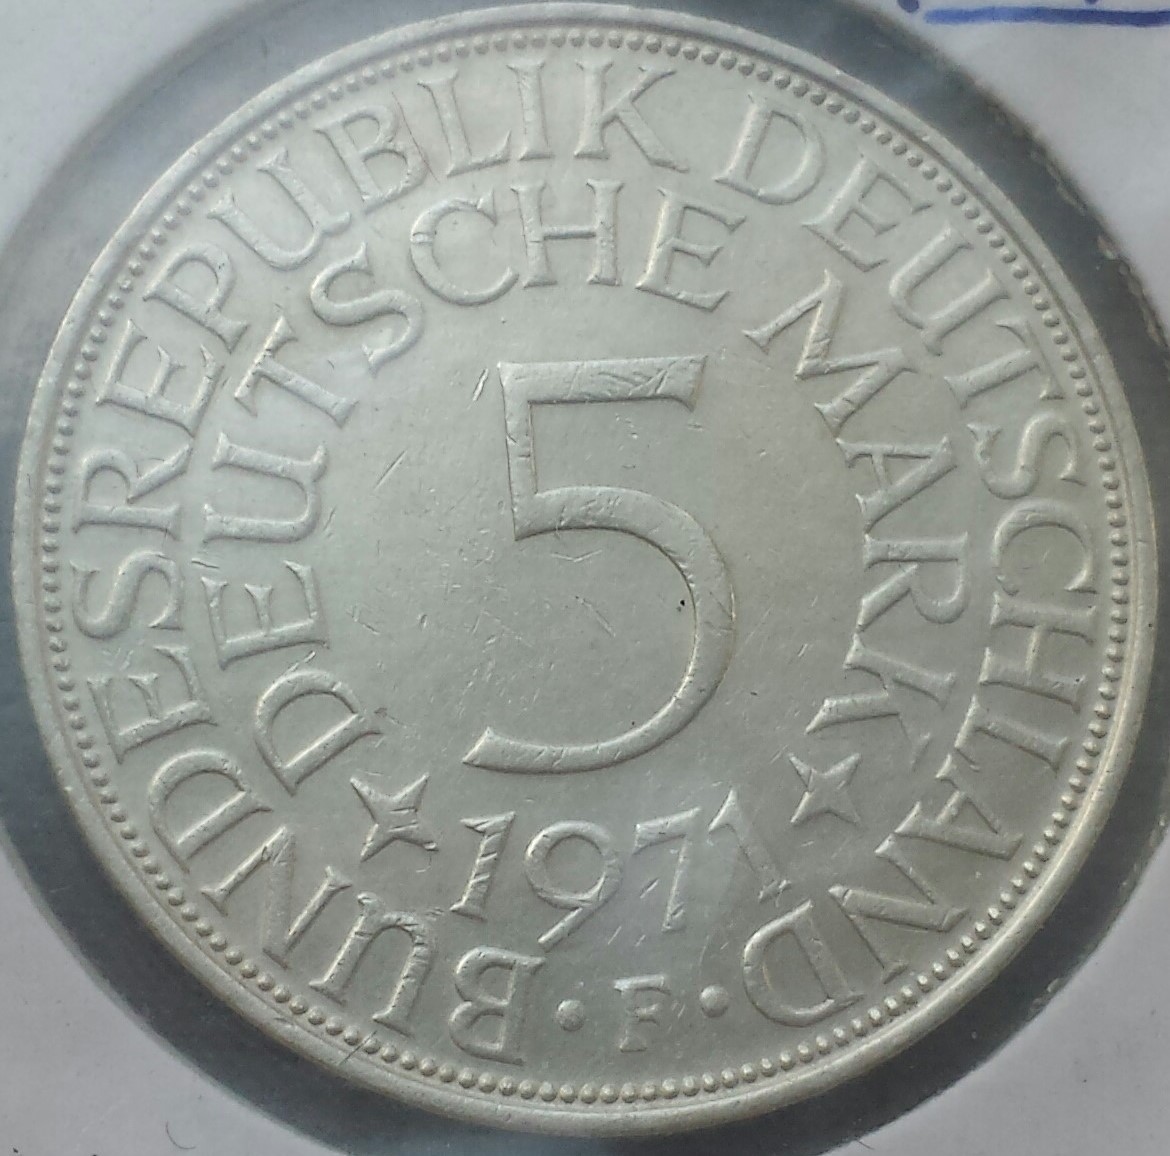 BUNDESREPUBLIK DEUTSCHLAND
DEUTSCHE MARK
5
1971
· F ·